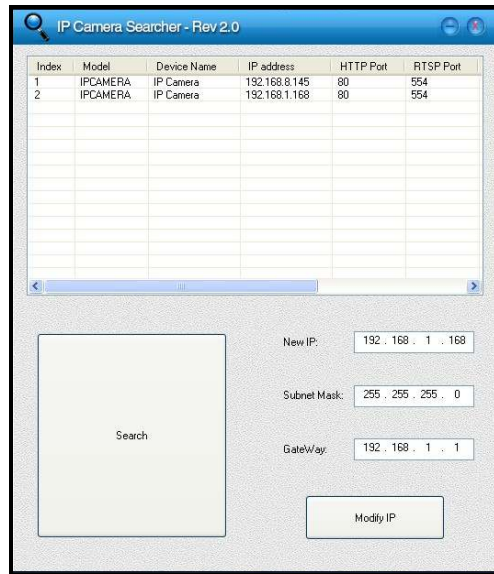 IP Camera Searcher - Rev 2.0
Index Model Device Name IP address HTTP Port RTSP Port
1 IPCAMERA IP Camera 192.168.8.145 80 554
2 IPCAMERA IP Camera 192.168.1.168 80 554
New IP: 192 . 168 . 1 . 168
Subnet Mask: 255 . 255 . 255 . 0
Search
GateWay: 192 . 168 . 1 . 1
Modify IP